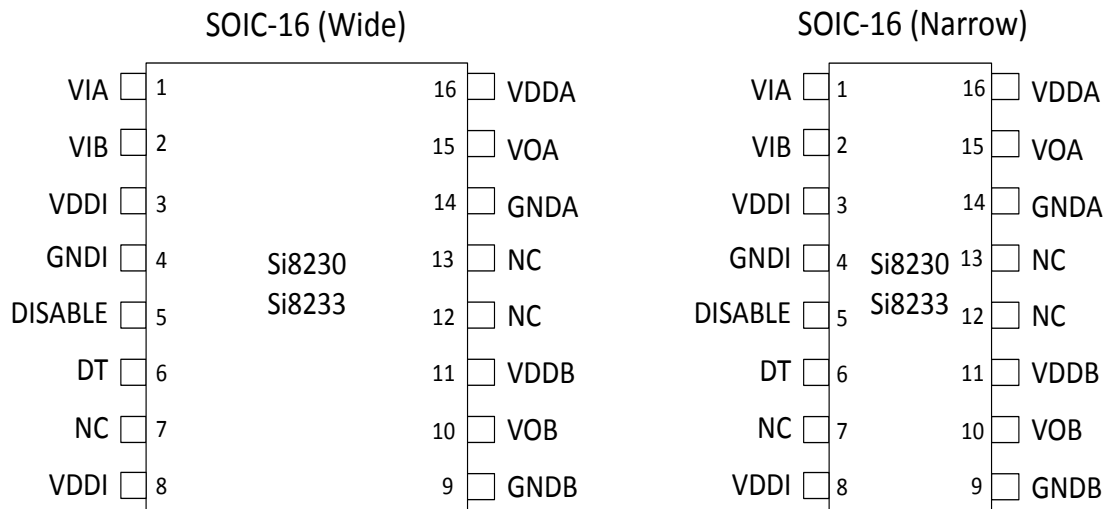 SOIC-16 (Wide)
VIA 1 16 VDDA
VIB 2 15 VOA
VDDI 3 14 GNDA
GNDI 4 Si8230 13 NC
DISABLE 5 Si8233 12 NC
DT 6 11 VDDB
NC 7 10 VOB
VDDI 8 9 GNDB
SOIC-16 (Narrow)
VIA 1 16 VDDA
VIB 2 15 VOA
VDDI 3 14 GNDA
GNDI 4 Si8230 13 NC
DISABLE 5 Si8233 12 NC
DT 6 11 VDDB
NC 7 10 VOB
VDDI 8 9 GNDB